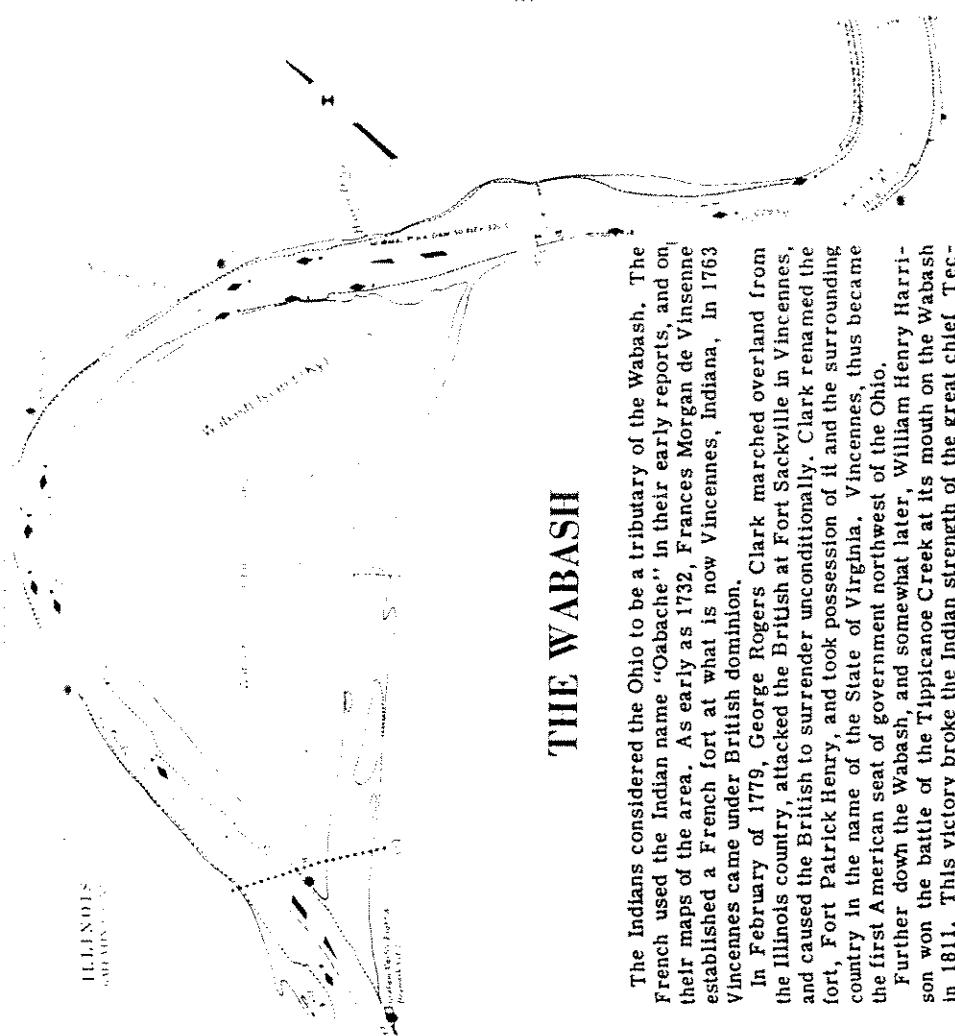 ILLINOIS
THE WABASH
The Indians considered the Ohio to be a tributary of the Wabash. The
French used the Indian name "Oabache" in their early reports, and on
their maps of the area. As early as 1732, Frances Morgan de Vinsenne
established a French fort at what is now Vincennes, Indiana, In 1763
Vincennes came under British dominion.
In February of 1779, George Rogers Clark marched overland from
the Illinois country, attacked the British at Fort Sackville in Vincennes,
and caused the British to surrender unconditionally. Clark renamed the
fort, Fort Patrick Henry, and took possession of it and the surrounding
country in the name of the State of Virginia. Vincennes, thus became
the first American seat of government northwest of the Ohio.
Further down the Wabash, and somewhat later, William Henry Harri-
son won the battle of the Tippicanoe Creek at its mouth on the Wabash
in 1811. This victory broke the Indian strength of the great chief, Tec-